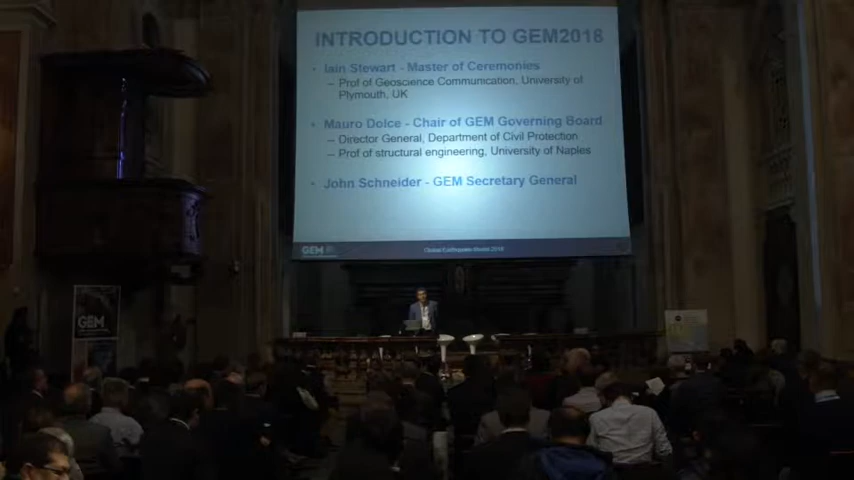 INTRODUCTION TO GEM2018
• Iain Stewart - Master of Ceremonies
– Prof of Geoscience Communication, University of
Plymouth, UK
• Mauro Dolce - Chair of GEM Governing Board
– Director General, Department of Civil Protection
– Prof of structural engineering, University of Naples
• John Schneider - GEM Secretary General
GEM
Global Earthquake Model 2018
GEM